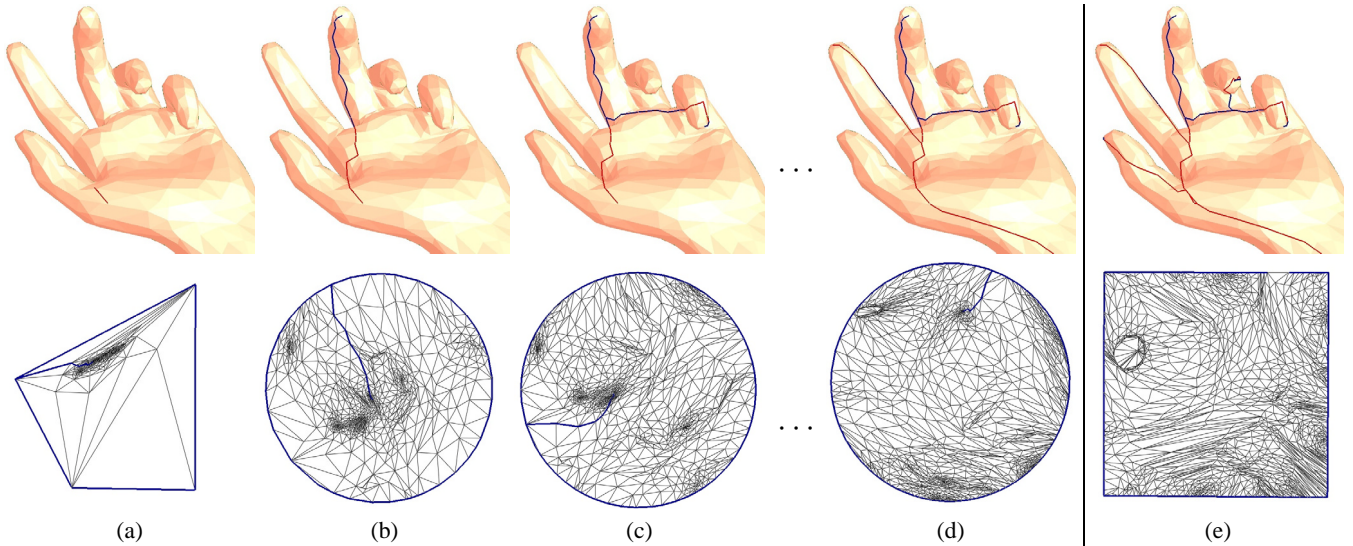 . . .
. . .
(a) (b) (c) (d) (e)